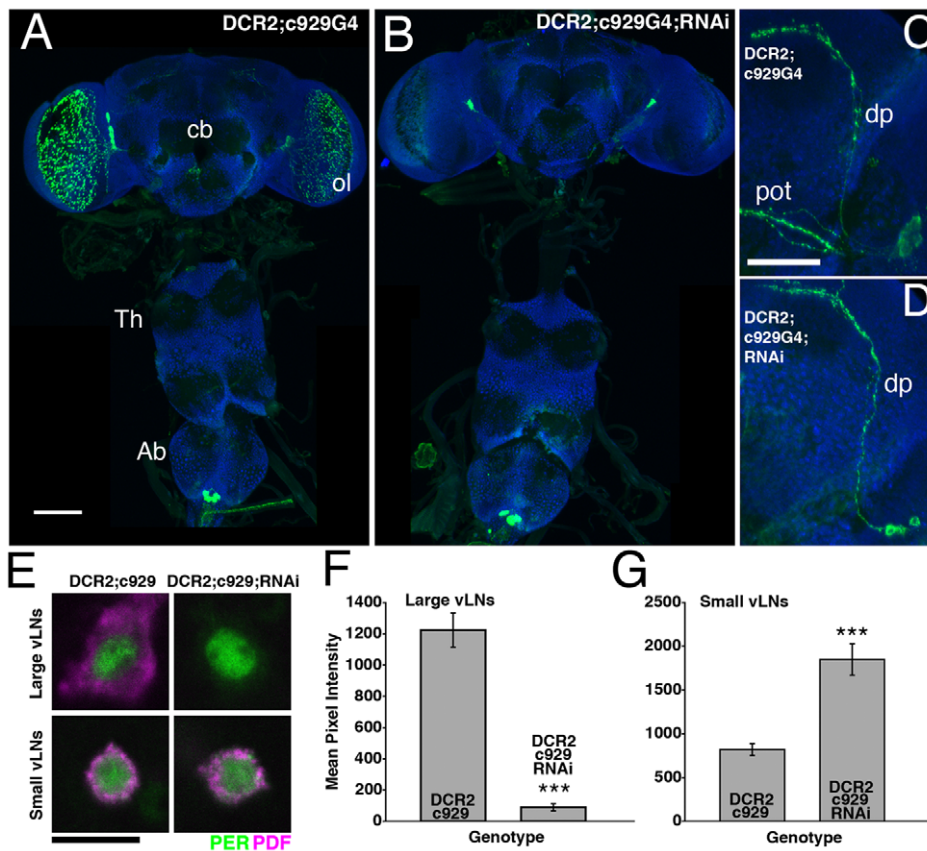 A
DCR2;c929G4
B
DCR2;c929G4;RNAi
C
DCR2;
c929G4
dp
pot
cb
ol
Th
Ab
D
DCR2;
c929G4;
RNAi
dp
E
DCR2;c929
DCR2;c929;RNAi
Large vLNs
Small vLNs
PER PDF
F
Large vLNs
Mean Pixel Intensity
1400
1200
1000
800
600
400
200
0
DCR2
c929
DCR2
c929
RNAi
***
Genotype
G
Small vLNs
2500
2000
1500
1000
500
0
DCR2
c929
***
DCR2
c929
RNAi
Genotype